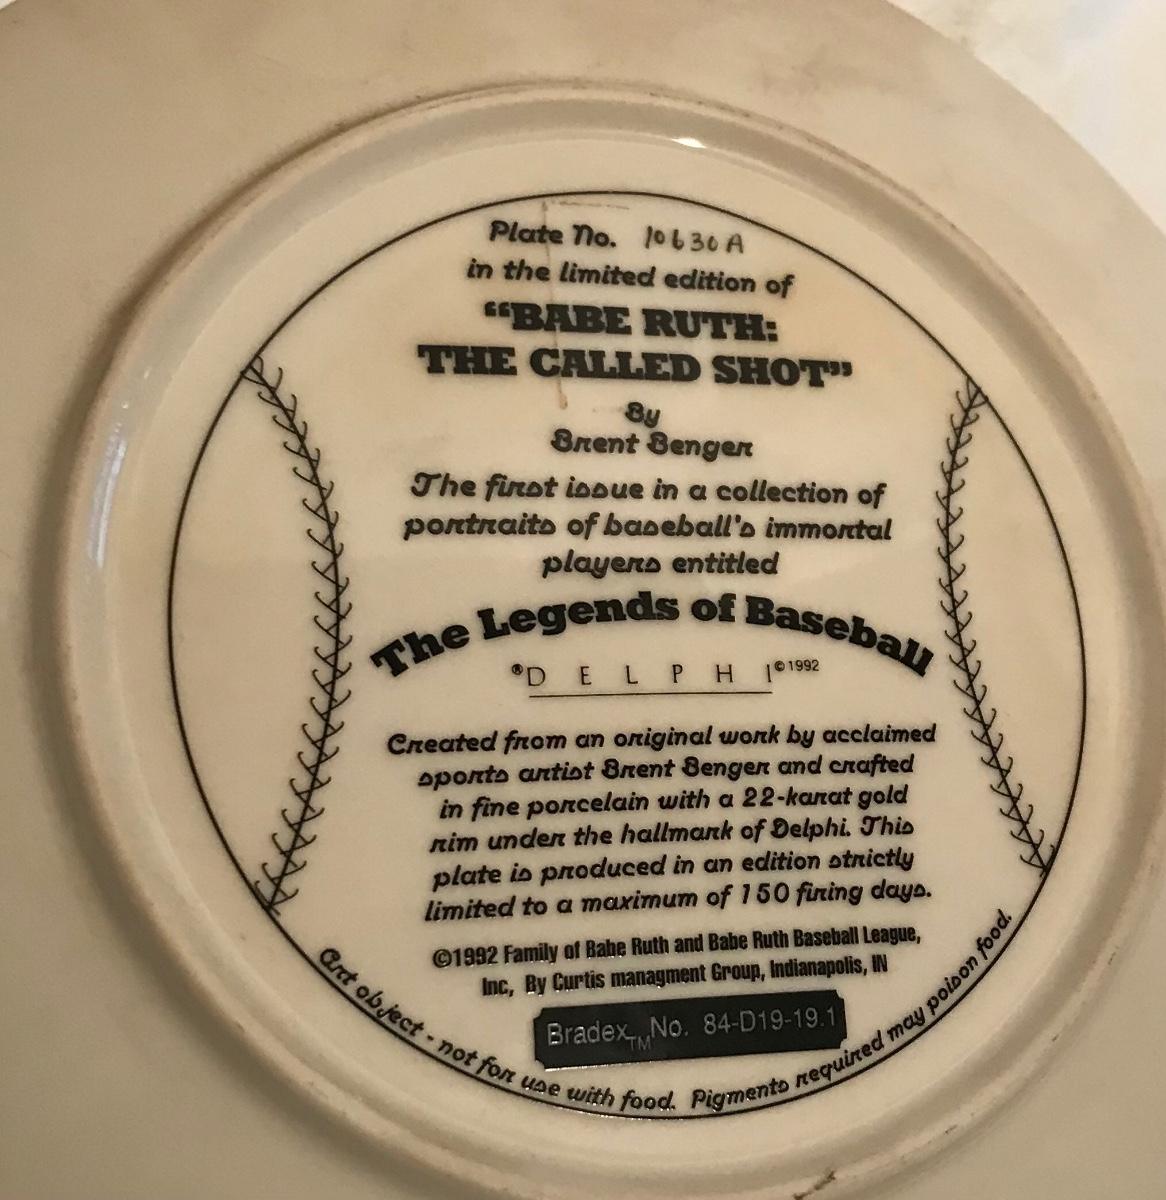 Plate No. 10630A
in the limited edition of
“BABE RUTH:
THE CALLED SHOT”
By
Brent Benger
The first issue in a collection of
portraits of baseball's immortal
players entitled
The Legends of Baseball
®DELPHI©1992
Created from an original work by acclaimed
sports artist Brent Benger and crafted
in fine porcelain with a 22-karat gold
rim under the hallmark of Delphi. This
plate is produced in an edition strictly
limited to a maximum of 150 firing days.
©1992 Family of Babe Ruth and Babe Ruth Baseball League,
Inc, By Curtis managment Group, Indianapolis, IN
Bradex™ No. 84-D19-19.1
Art object - not for use with food. Pigments required may poison food.